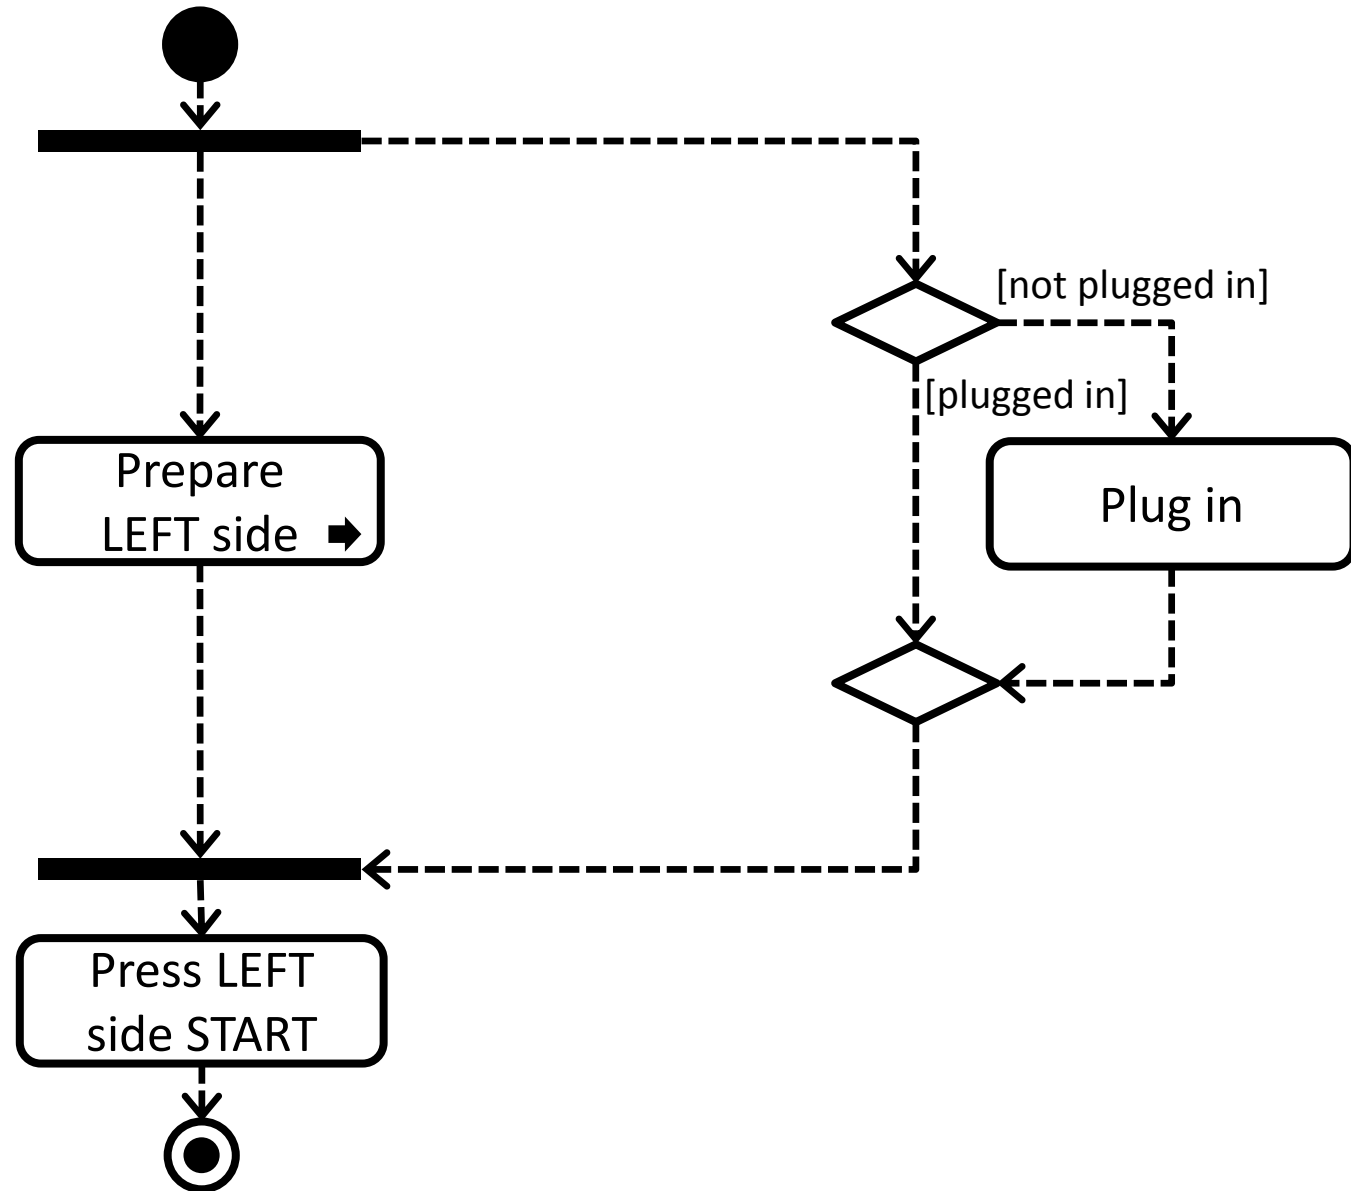 [not plugged in]
[plugged in]
Prepare
LEFT side
Plug in
Press LEFT
side START